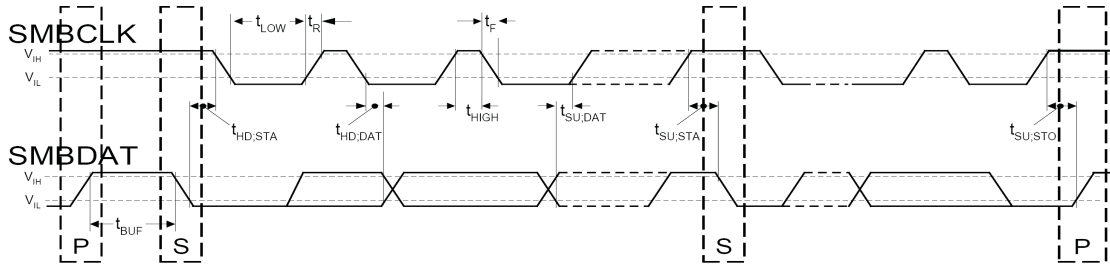 SMBCLK
tLOW
tR
tF
VIH
VIL
tHD;STA
tHD;DAT
tHIGH
tSU;DAT
tSU;STA
tSU;STO
SMBDAT
VIH
VIL
tBUF
P
S
S
P